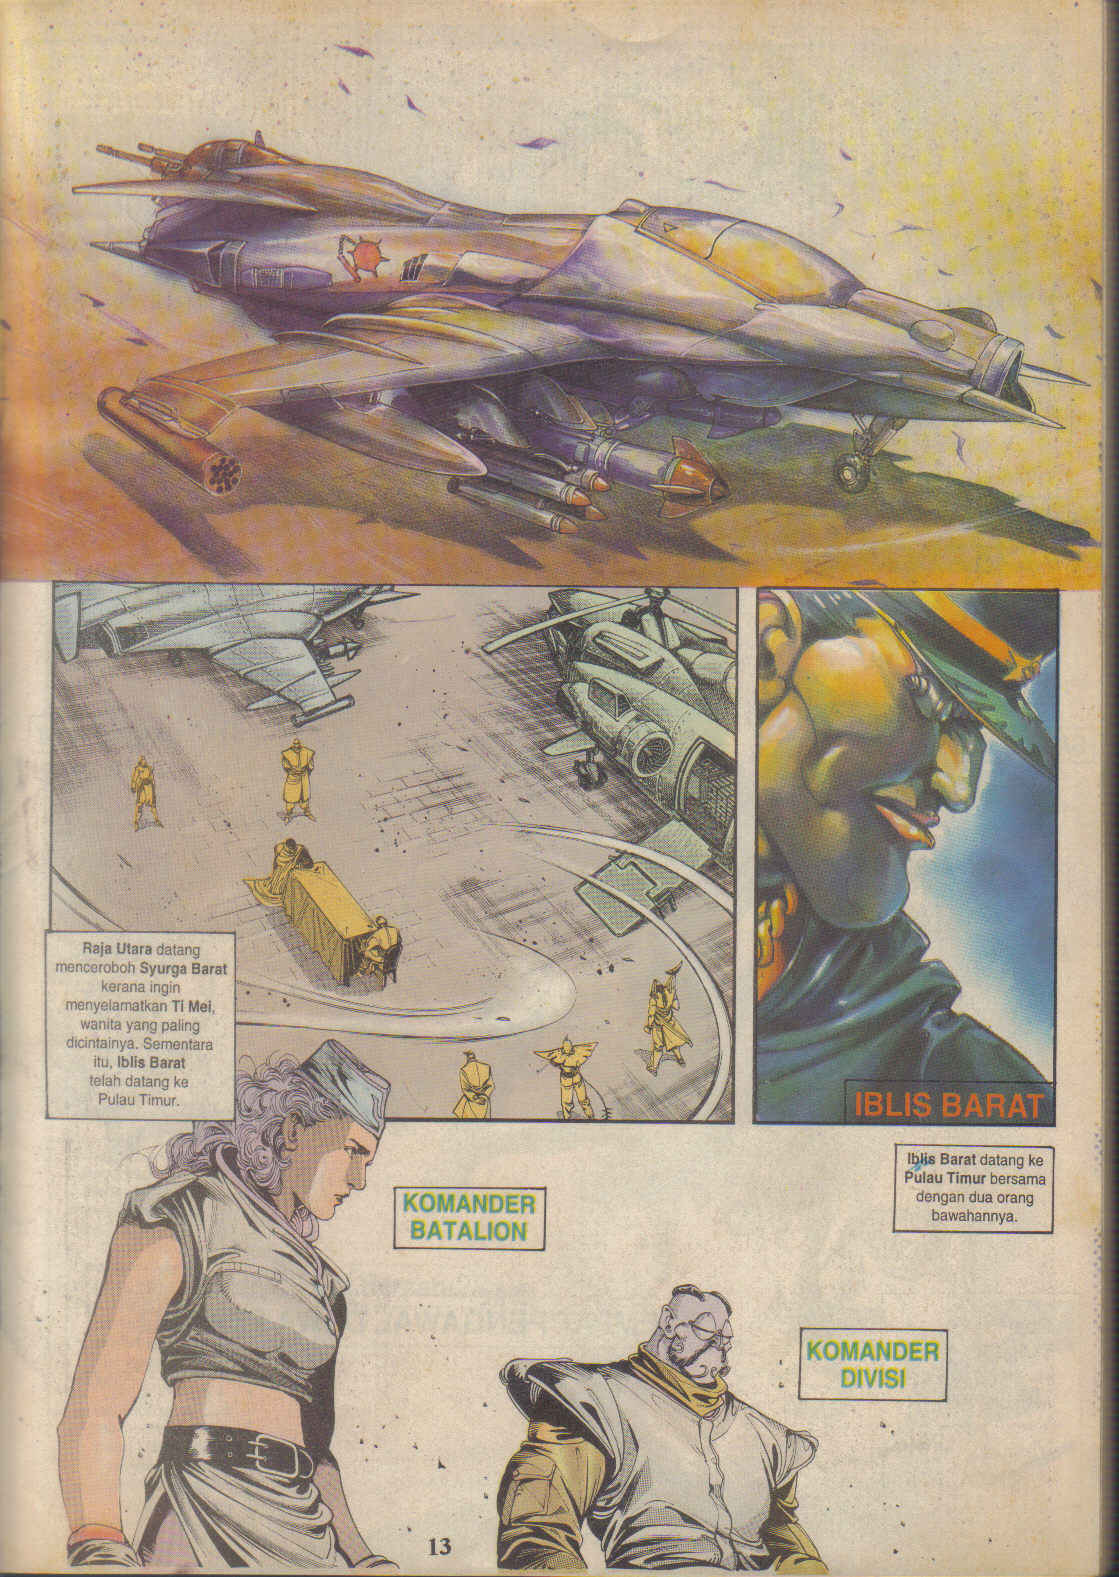 Raja Utara datang
menceroboh Syurga Barat
kerana ingin
menyelamatkan Ti Mei,
wanita yang paling
dicintainya. Sementara
itu, Iblis Barat
telah datang ke
Pulau Timur.
IBLIS BARAT
Iblis Barat datang ke
Pulau Timur bersama
dengan dua orang
bawahannya.
KOMANDER
BATALION
KOMANDER
DIVISI
13